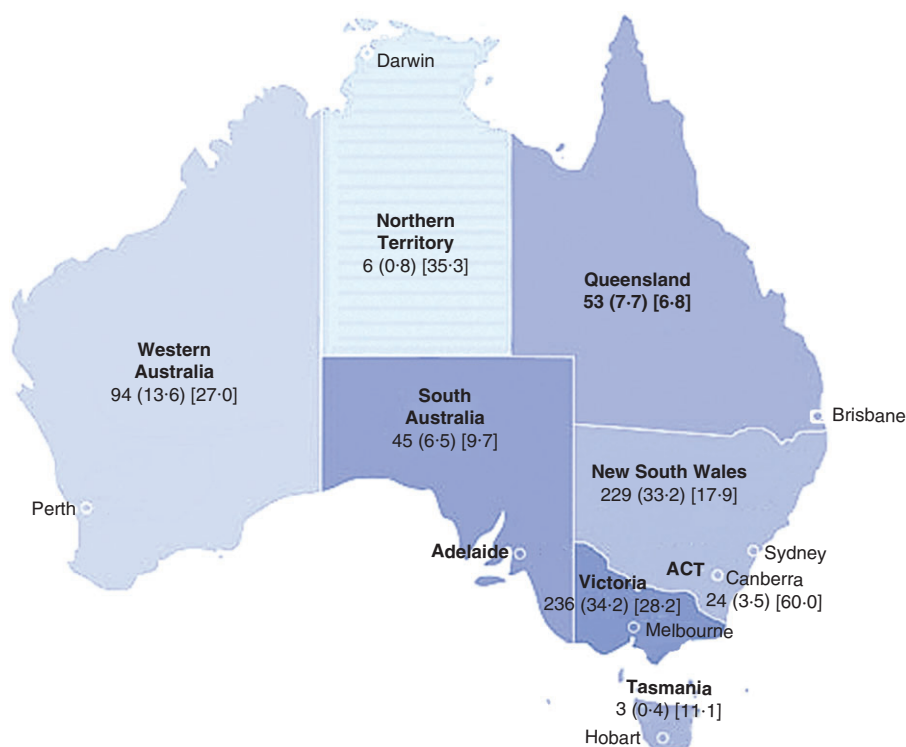 Darwin
Northern
Territory
6 (0·8) [35·3]
Queensland
53 (7·7) [6·8]
Western
Australia
94 (13·6) [27·0]
South
Australia
45 (6·5) [9·7]
Brisbane
New South Wales
229 (33·2) [17·9]
Perth
Adelaide
Sydney
ACT
Canberra
24 (3·5) [60·0]
Victoria
236 (34·2) [28·2]
Melbourne
Tasmania
3 (0·4) [11·1]
Hobart